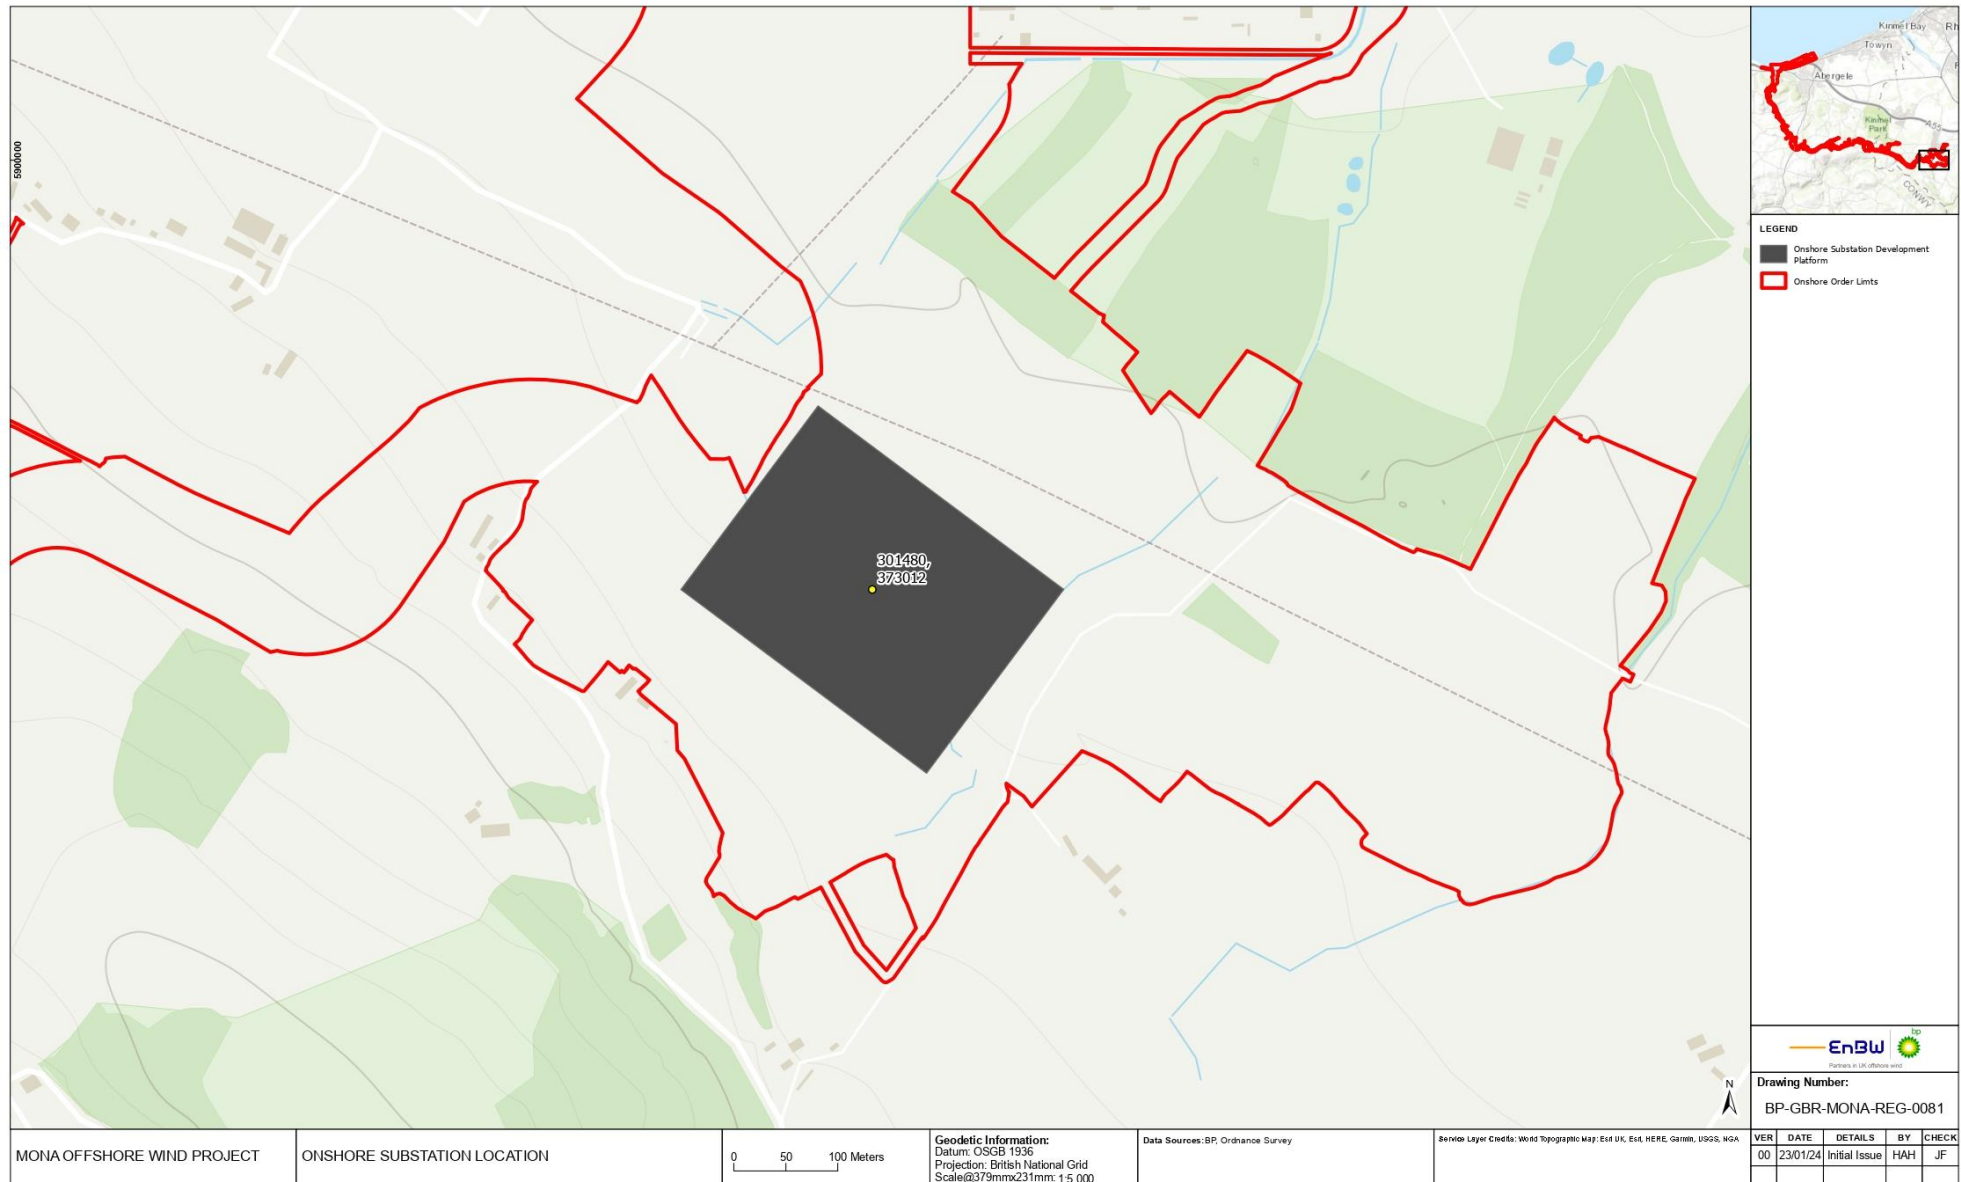 5900000
301480,
373012
Kinmel Bay
Rh
Towyn
Abergele
Kinmel
Park
A55
CONWY
LEGEND
Onshore Substation Development
Platform
Onshore Order Limts
bp
EnBW
Partners in UK offshore wind
N
Drawing Number:
BP-GBR-MONA-REG-0081
MONA OFFSHORE WIND PROJECT
ONSHORE SUBSTATION LOCATION
0 50 100 Meters
Geodetic Information:
Datum: OSGB 1936
Projection: British National Grid
Scale@379mmx231mm: 1:5 000
Data Sources: BP, Ordnance Survey
Service Layer Credits: World Topographic Map: Esri UK, Esri, HERE, Garmin, USGS, NGA
VER DATE DETAILS BY CHECK
00 23/01/24 Initial Issue HAH JF